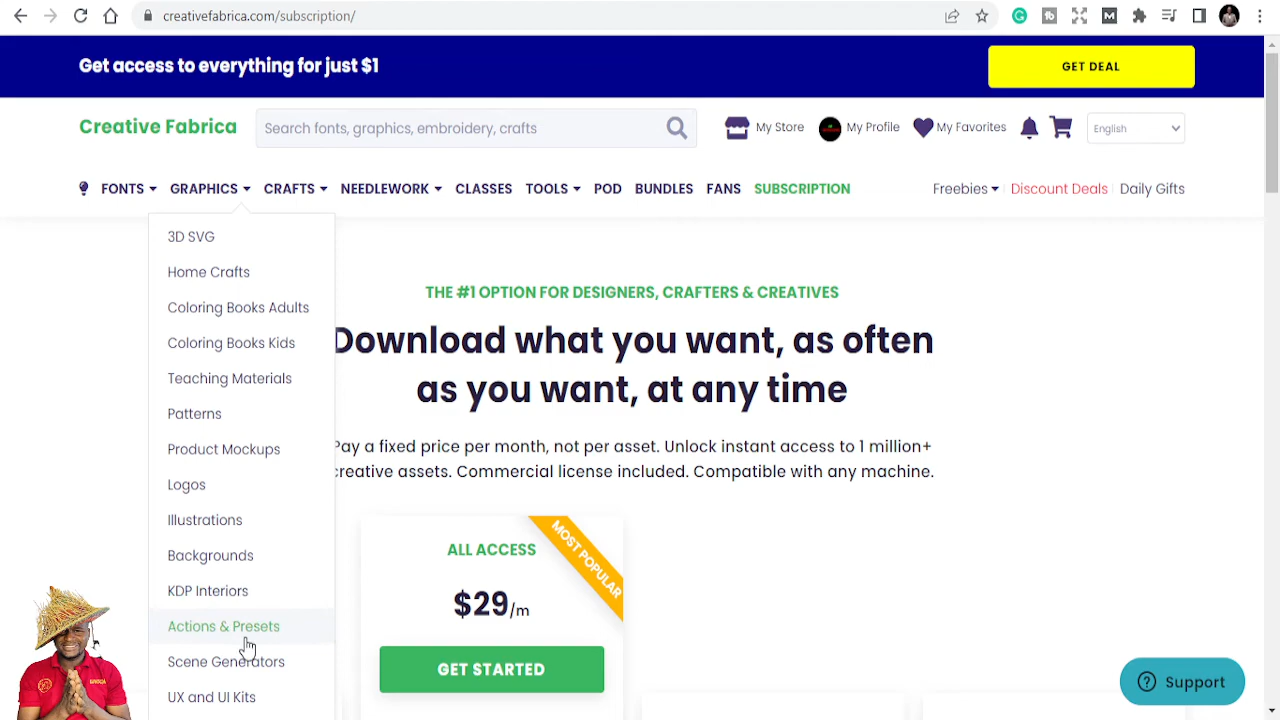 creativefabrica.com/subscription/
Get access to everything for just $1
GET DEAL
Creative Fabrica
Search fonts, graphics, embroidery, crafts
My Store
My Profile
My Favorites
English
FONTS
GRAPHICS
CRAFTS
NEEDLEWORK
CLASSES
TOOLS
POD
BUNDLES
FANS
SUBSCRIPTION
Freebies
Discount Deals
Daily Gifts
3D SVG
Home Crafts
Coloring Books Adults
Coloring Books Kids
Teaching Materials
Patterns
Product Mockups
Logos
Illustrations
Backgrounds
KDP Interiors
Actions & Presets
Scene Generators
UX and UI Kits
THE #1 OPTION FOR DESIGNERS, CRAFTERS & CREATIVES
Download what you want, as often
as you want, at any time
Pay a fixed price per month, not per asset. Unlock instant access to 1 million+
creative assets. Commercial license included. Compatible with any machine.
MOST POPULAR
ALL ACCESS
$29/m
GET STARTED
Support